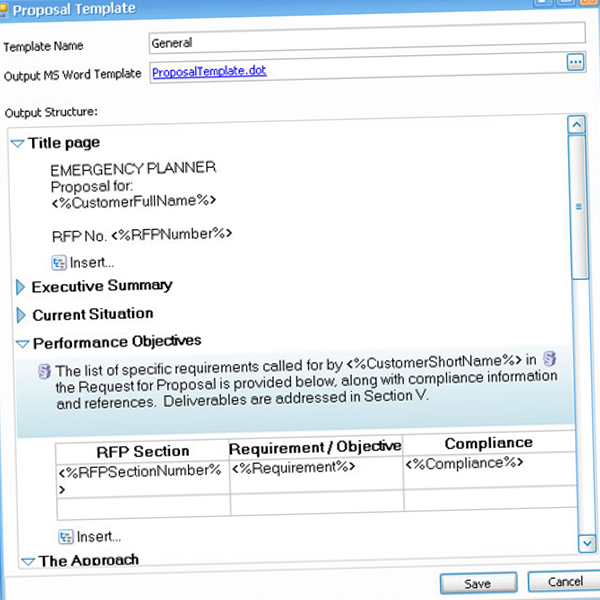 Proposal Template
Template Name General
Output MS Word Template ProposalTemplate.dot ...
Output Structure:
Title page
EMERGENCY PLANNER
Proposal for:
<%CustomerFullName%>
RFP No. <%RFPNumber%>
Insert...
Executive Summary
Current Situation
Performance Objectives
The list of specific requirements called for by <%CustomerShortName%> in
the Request for Proposal is provided below, along with compliance information
and references. Deliverables are addressed in Section V.
RFP Section Requirement / Objective Compliance
<%RFPSectionNumber% <%Requirement%> <%Compliance%>
>
Insert...
The Approach
Save Cancel